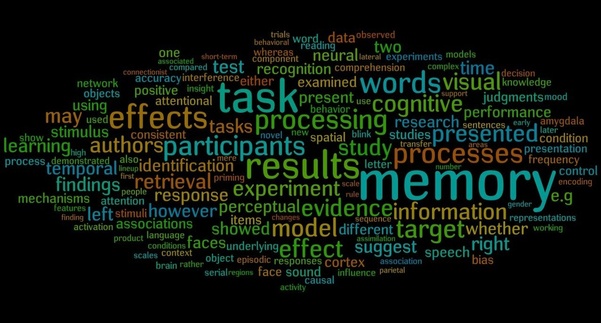 trials
behavioral word, data observed
associated short-term reading lateral models
connectionist whereas two experiments complex decision
component neural comprehension support
one accuracy interference test recognition time knowledge
network insight either examined words visual judgments mood
objects positive task present use cognitive amygdala
using attentional behavior performance later
may used effects processing research presented condition
stimulus consistent tasks novel new spatial blink studies transfer areas presentation
learning authors participants study processes frequency
show high identification mere letter control
process demonstrated also lineup retrieval priming results scale number encoding
temporal first people experiment rule memory
findings attention response perceptual evidence information gender
mechanisms left stimuli however items changes sequence e.g representations
features associations model different target whether early working
finding activation language showed effect suggest right
product conditions context faces underlying assimilation speech bias
scales object episodic responses cortex association parietal
brain rather face sound influence
serial regions causal
activity